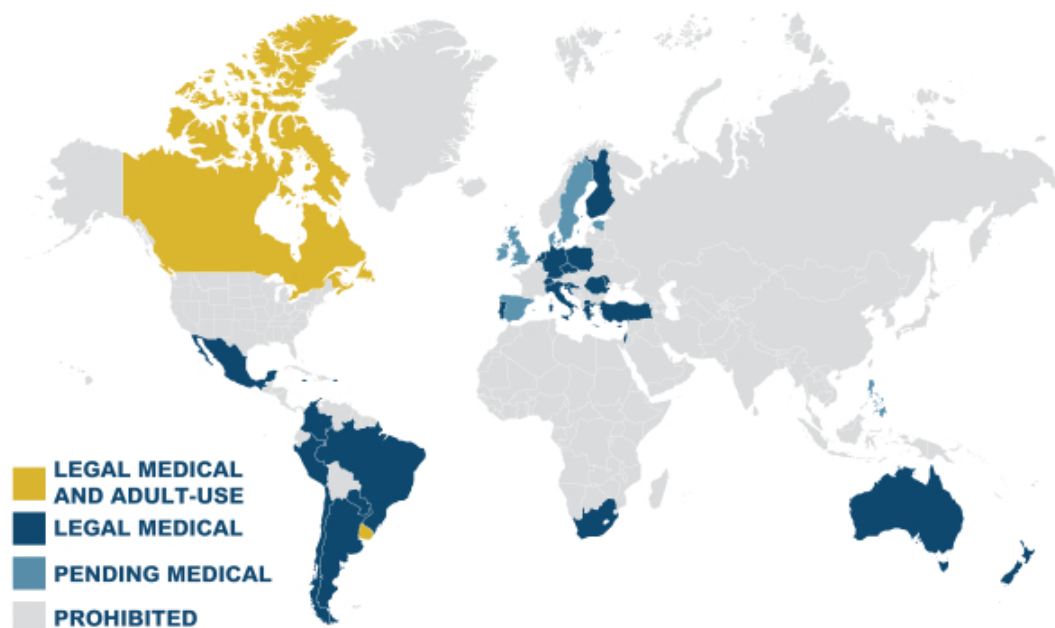 LEGAL MEDICAL
AND ADULT-USE
LEGAL MEDICAL
PENDING MEDICAL
PROHIBITED